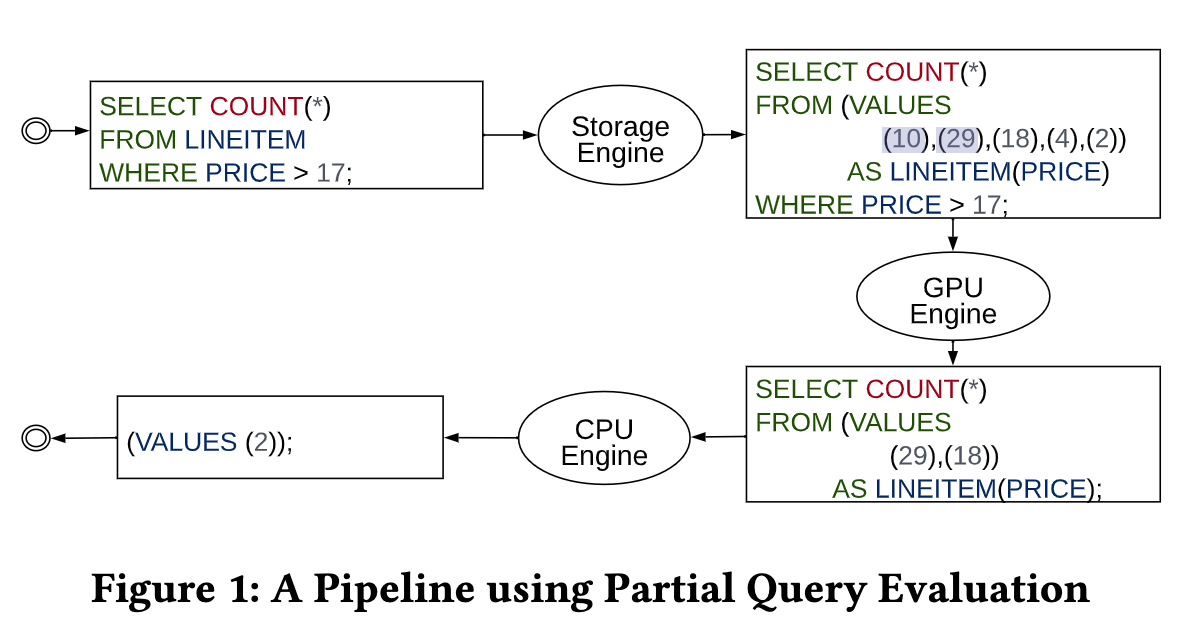 SELECT COUNT(*)
FROM LINEITEM
WHERE PRICE > 17;
Storage
Engine
SELECT COUNT(*)
FROM (VALUES
(10),(29),(18),(4),(2))
AS LINEITEM(PRICE)
WHERE PRICE > 17;
GPU
Engine
SELECT COUNT(*)
FROM (VALUES
(29),(18))
AS LINEITEM(PRICE);
CPU
Engine
(VALUES (2));
Figure 1: A Pipeline using Partial Query Evaluation